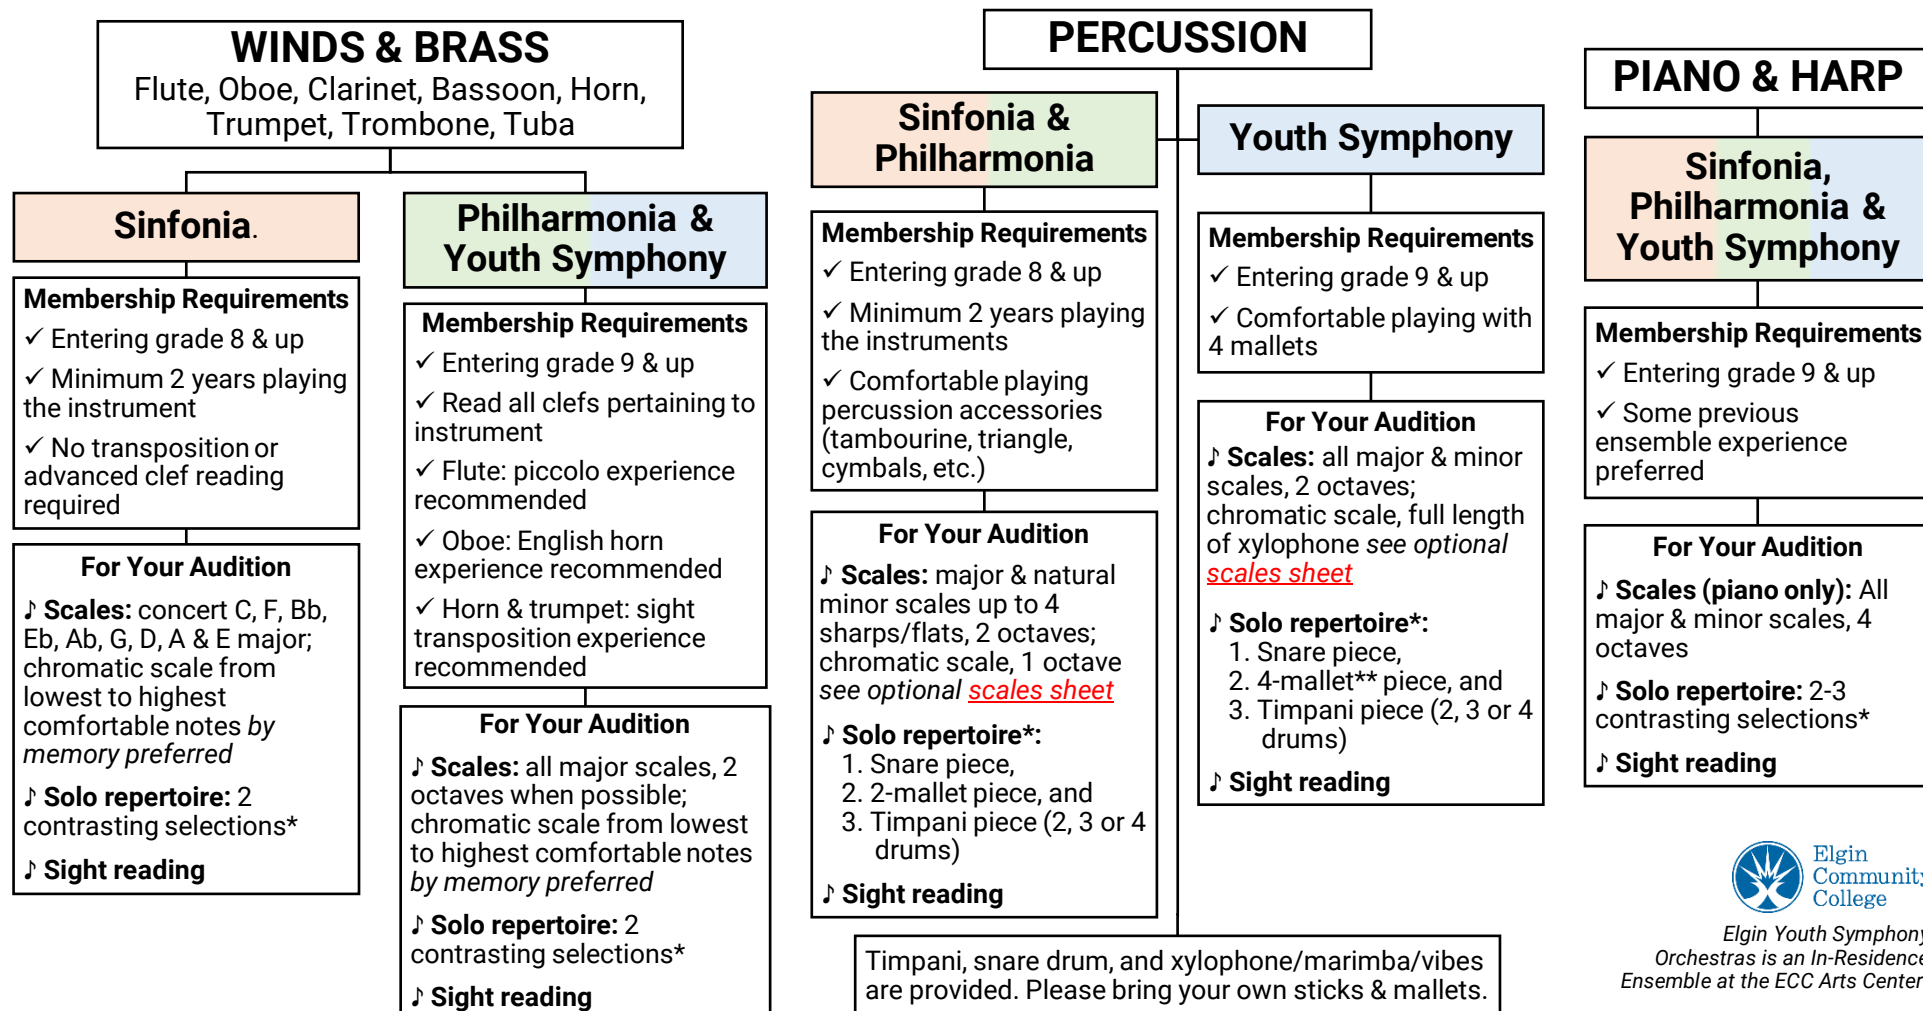 WINDS & BRASS
Flute, Oboe, Clarinet, Bassoon, Horn,
Trumpet, Trombone, Tuba
Sinfonia.
Membership Requirements
✓ Entering grade 8 & up
✓ Minimum 2 years playing
the instrument
✓ No transposition or
advanced clef reading
required
For Your Audition
♪ Scales: concert C, F, Bb,
Eb, Ab, G, D, A & E major;
chromatic scale from
lowest to highest
comfortable notes by
memory preferred
♪ Solo repertoire: 2
contrasting selections*
♪ Sight reading
Philharmonia &
Youth Symphony
Membership Requirements
✓ Entering grade 9 & up
✓ Read all clefs pertaining to
instrument
✓ Flute: piccolo experience
recommended
✓ Oboe: English horn
experience recommended
✓ Horn & trumpet: sight
transposition experience
recommended
For Your Audition
♪ Scales: all major scales, 2
octaves when possible;
chromatic scale from lowest
to highest comfortable notes
by memory preferred
♪ Solo repertoire: 2
contrasting selections*
♪ Sight reading
PERCUSSION
Sinfonia &
Philharmonia
Membership Requirements
✓ Entering grade 8 & up
✓ Minimum 2 years playing
the instruments
✓ Comfortable playing
percussion accessories
(tambourine, triangle,
cymbals, etc.)
For Your Audition
♪ Scales: major & natural
minor scales up to 4
sharps/flats, 2 octaves;
chromatic scale, 1 octave
see optional scales sheet
♪ Solo repertoire*:
1. Snare piece,
2. 2-mallet piece, and
3. Timpani piece (2, 3 or 4
drums)
♪ Sight reading
Youth Symphony
Membership Requirements
✓ Entering grade 9 & up
✓ Comfortable playing with
4 mallets
For Your Audition
♪ Scales: all major & minor
scales, 2 octaves;
chromatic scale, full length
of xylophone see optional
scales sheet
♪ Solo repertoire*:
1. Snare piece,
2. 4-mallet** piece, and
3. Timpani piece (2, 3 or 4
drums)
♪ Sight reading
Timpani, snare drum, and xylophone/marimba/vibes
are provided. Please bring your own sticks & mallets.
PIANO & HARP
Sinfonia,
Philharmonia &
Youth Symphony
Membership Requirements
✓ Entering grade 9 & up
✓ Some previous
ensemble experience
preferred
For Your Audition
♪ Scales (piano only): All
major & minor scales, 4
octaves
♪ Solo repertoire: 2-3
contrasting selections*
♪ Sight reading
Elgin
Community
College
Elgin Youth Symphony
Orchestras is an In-Residence
Ensemble at the ECC Arts Center